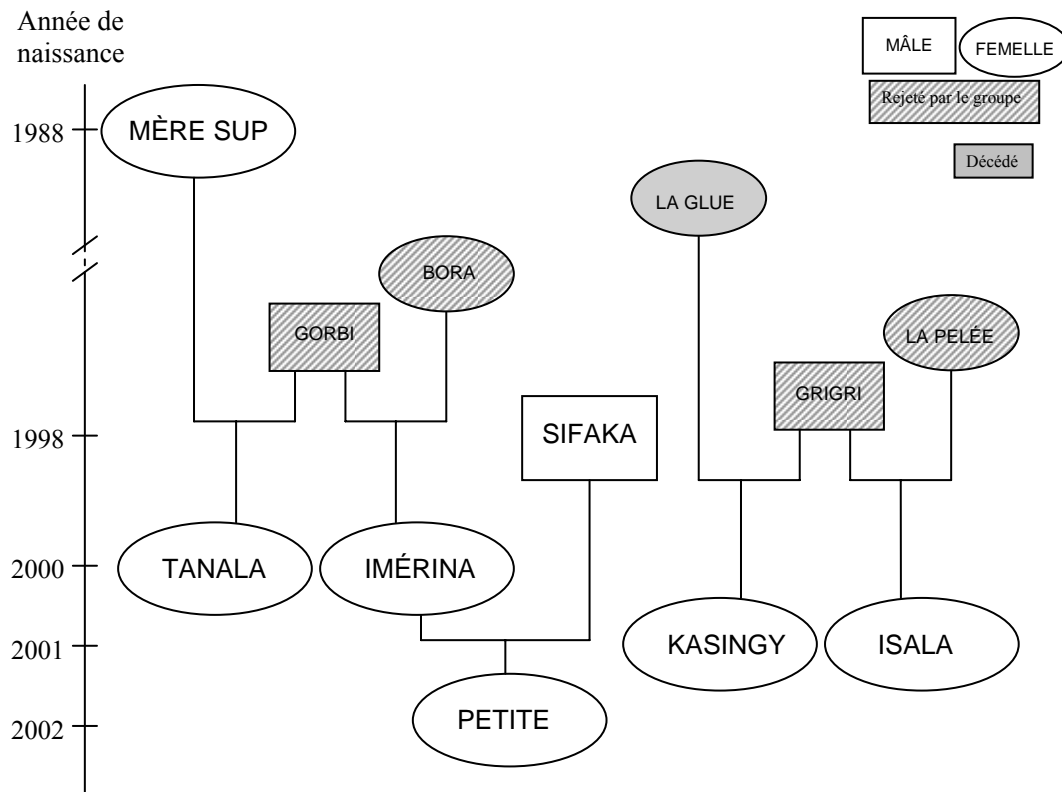 Année de
naissance
MÂLE
FEMELLE
Rejeté par le groupe
1988
MÈRE SUP
Décédé
LA GLUE
BORA
GORBI
LA PELÉE
GRIGRI
1998
SIFAKA
2000
TANALA
IMÉRINA
2001
KASINGY
ISALA
2002
PETITE